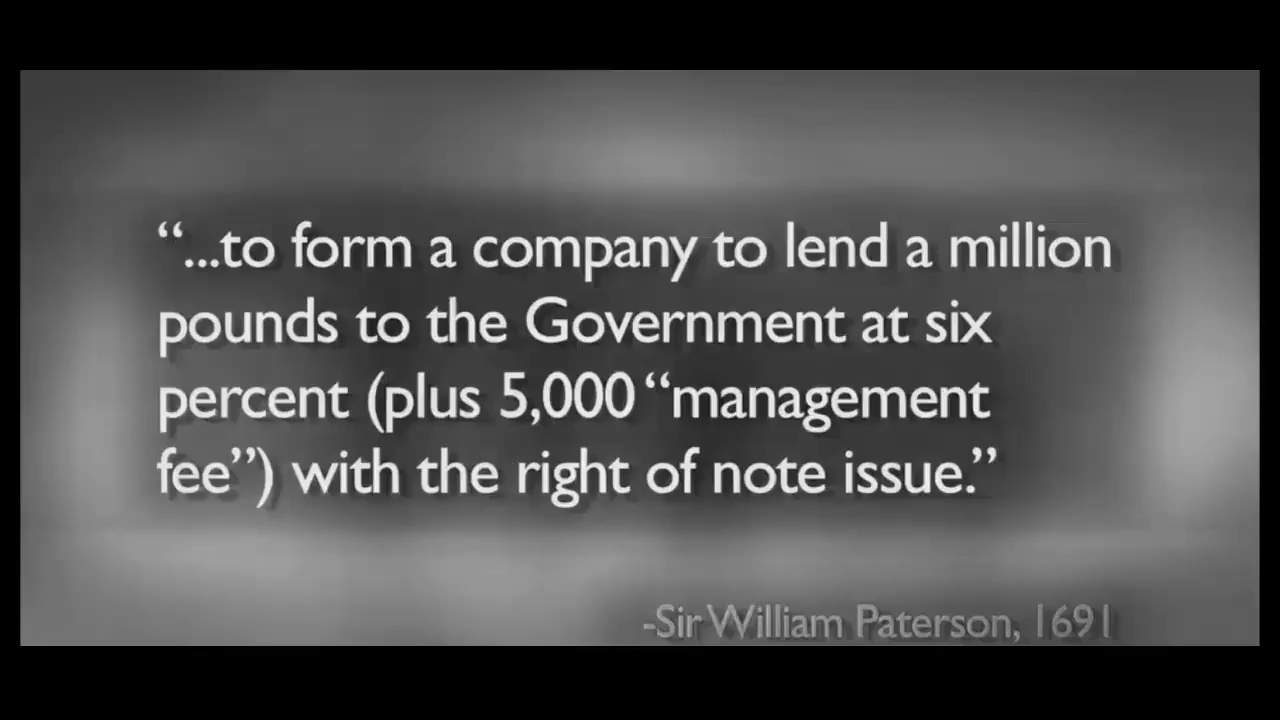 “...to form a company to lend a million
pounds to the Government at six
percent (plus 5,000 “management
fee”) with the right of note issue.”
-Sir William Paterson, 1691